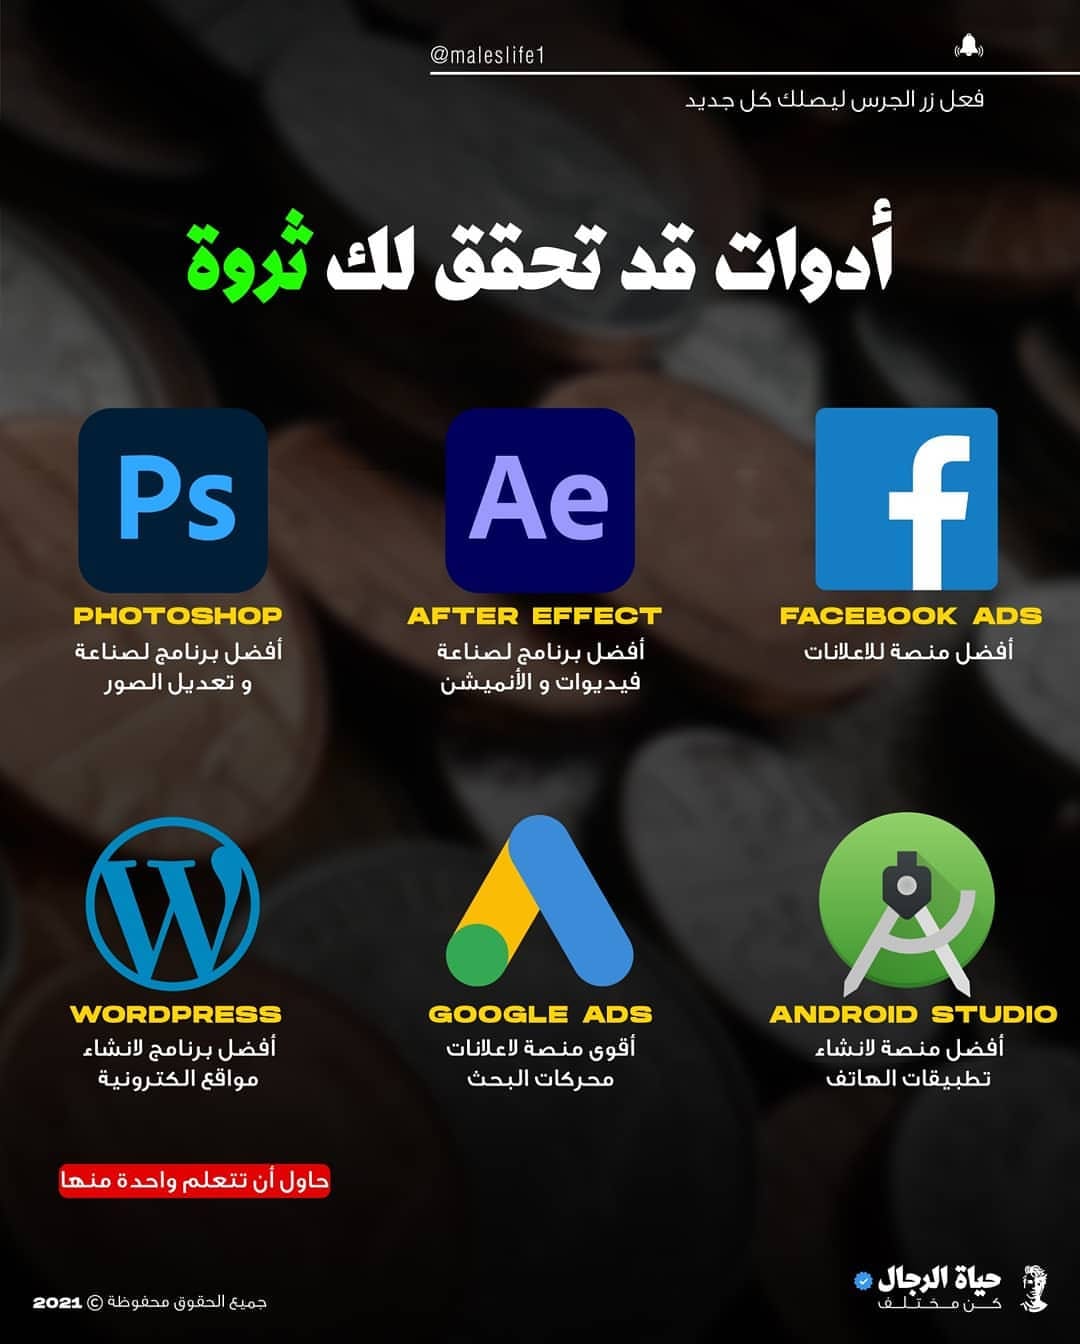 @maleslife1
فعل زر الجرس ليصلك كل جديد
أدوات قد تحقق لك ثروة
f
FACEBOOK ADS
أفضل منصة للاعلانات
Ae
AFTER EFFECT
أفضل برنامج لصناعة
فيديوات و الأنميشن
Ps
PHOTOSHOP
أفضل برنامج لصناعة
و تعديل الصور
ANDROID STUDIO
أفضل منصة لانشاء
تطبيقات الهاتف
GOOGLE ADS
أقوى منصة لاعلانات
محركات البحث
W
WORDPRESS
أفضل برنامج لانشاء
مواقع الكترونية
حاول أن تتعلم واحدة منها
حياة الرجال
كن مختلف
جميع الحقوق محفوظة © 2021